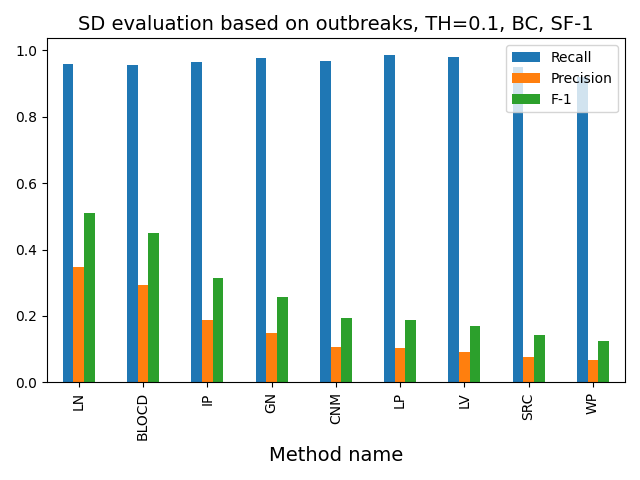 SD evaluation based on outbreaks, TH=0.1, BC, SF-1
Recall
Precision
F-1
1.0
0.8
0.6
0.4
0.2
0.0
LN
BLOCD
IP
GN
CNM
LP
LV
SRC
WP
Method name